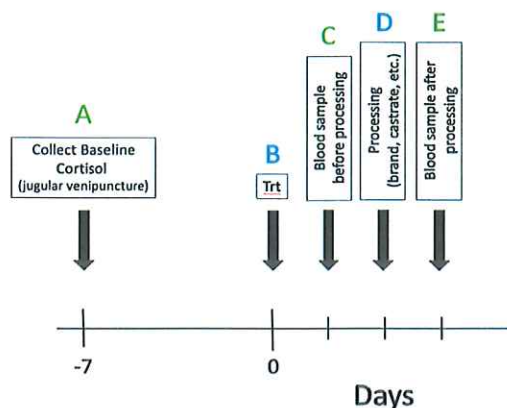 A
Collect Baseline
Cortisol
(jugular venipuncture)
B
Trt
C
Blood sample
before processing
D
Processing
(brand, castrate, etc.)
E
Blood sample after
processing
-7
0
Days